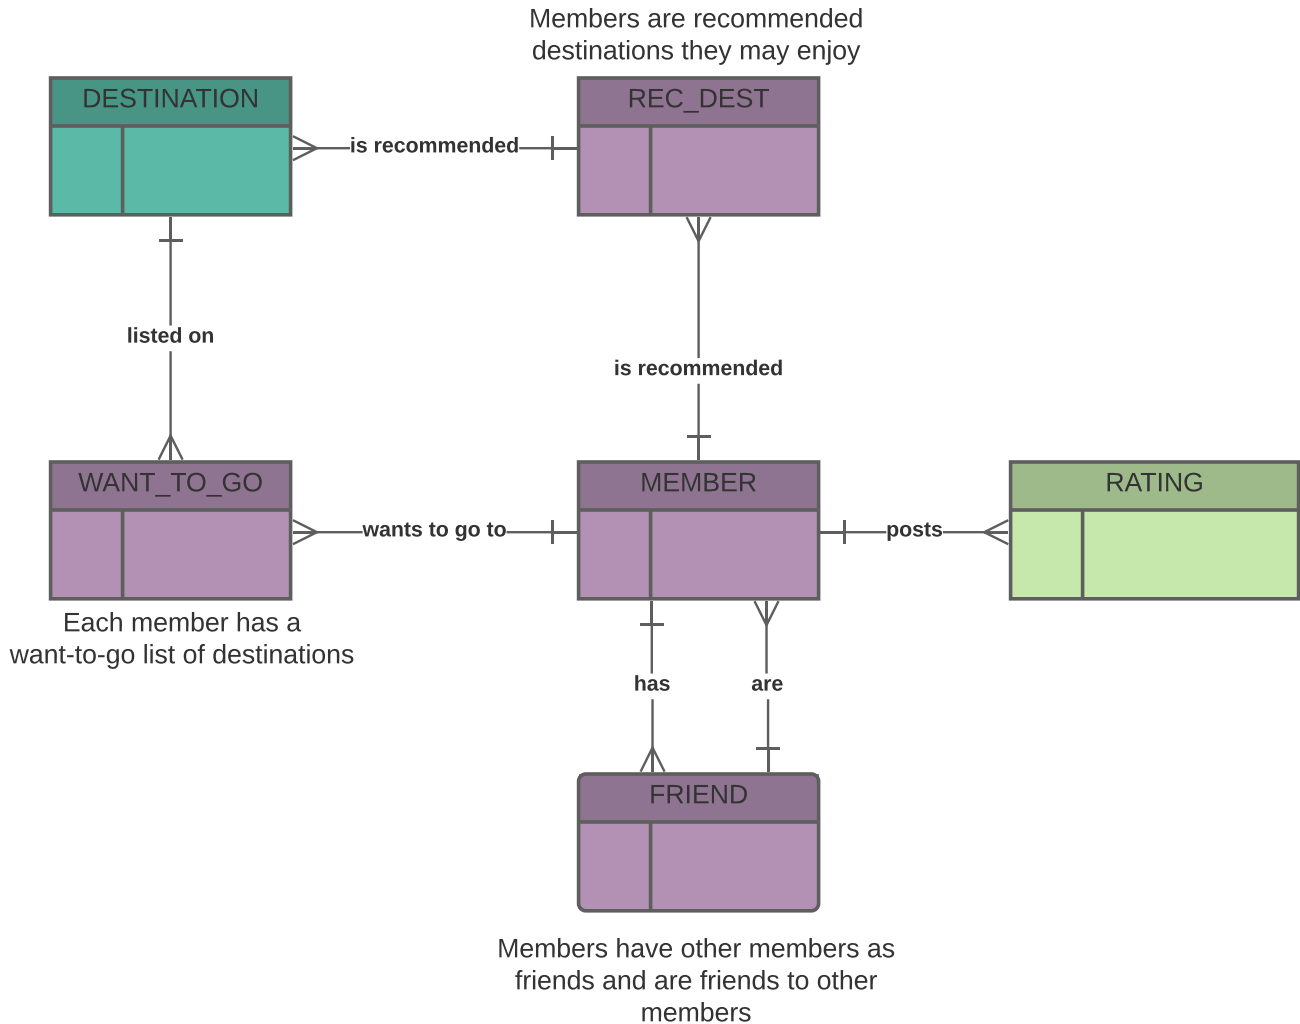 Members are recommended
destinations they may enjoy
DESTINATION
REC_DEST
is recommended
listed on
is recommended
WANT_TO_GO
MEMBER
RATING
wants to go to
posts
Each member has a
want-to-go list of destinations
has
are
FRIEND
Members have other members as
friends and are friends to other
members